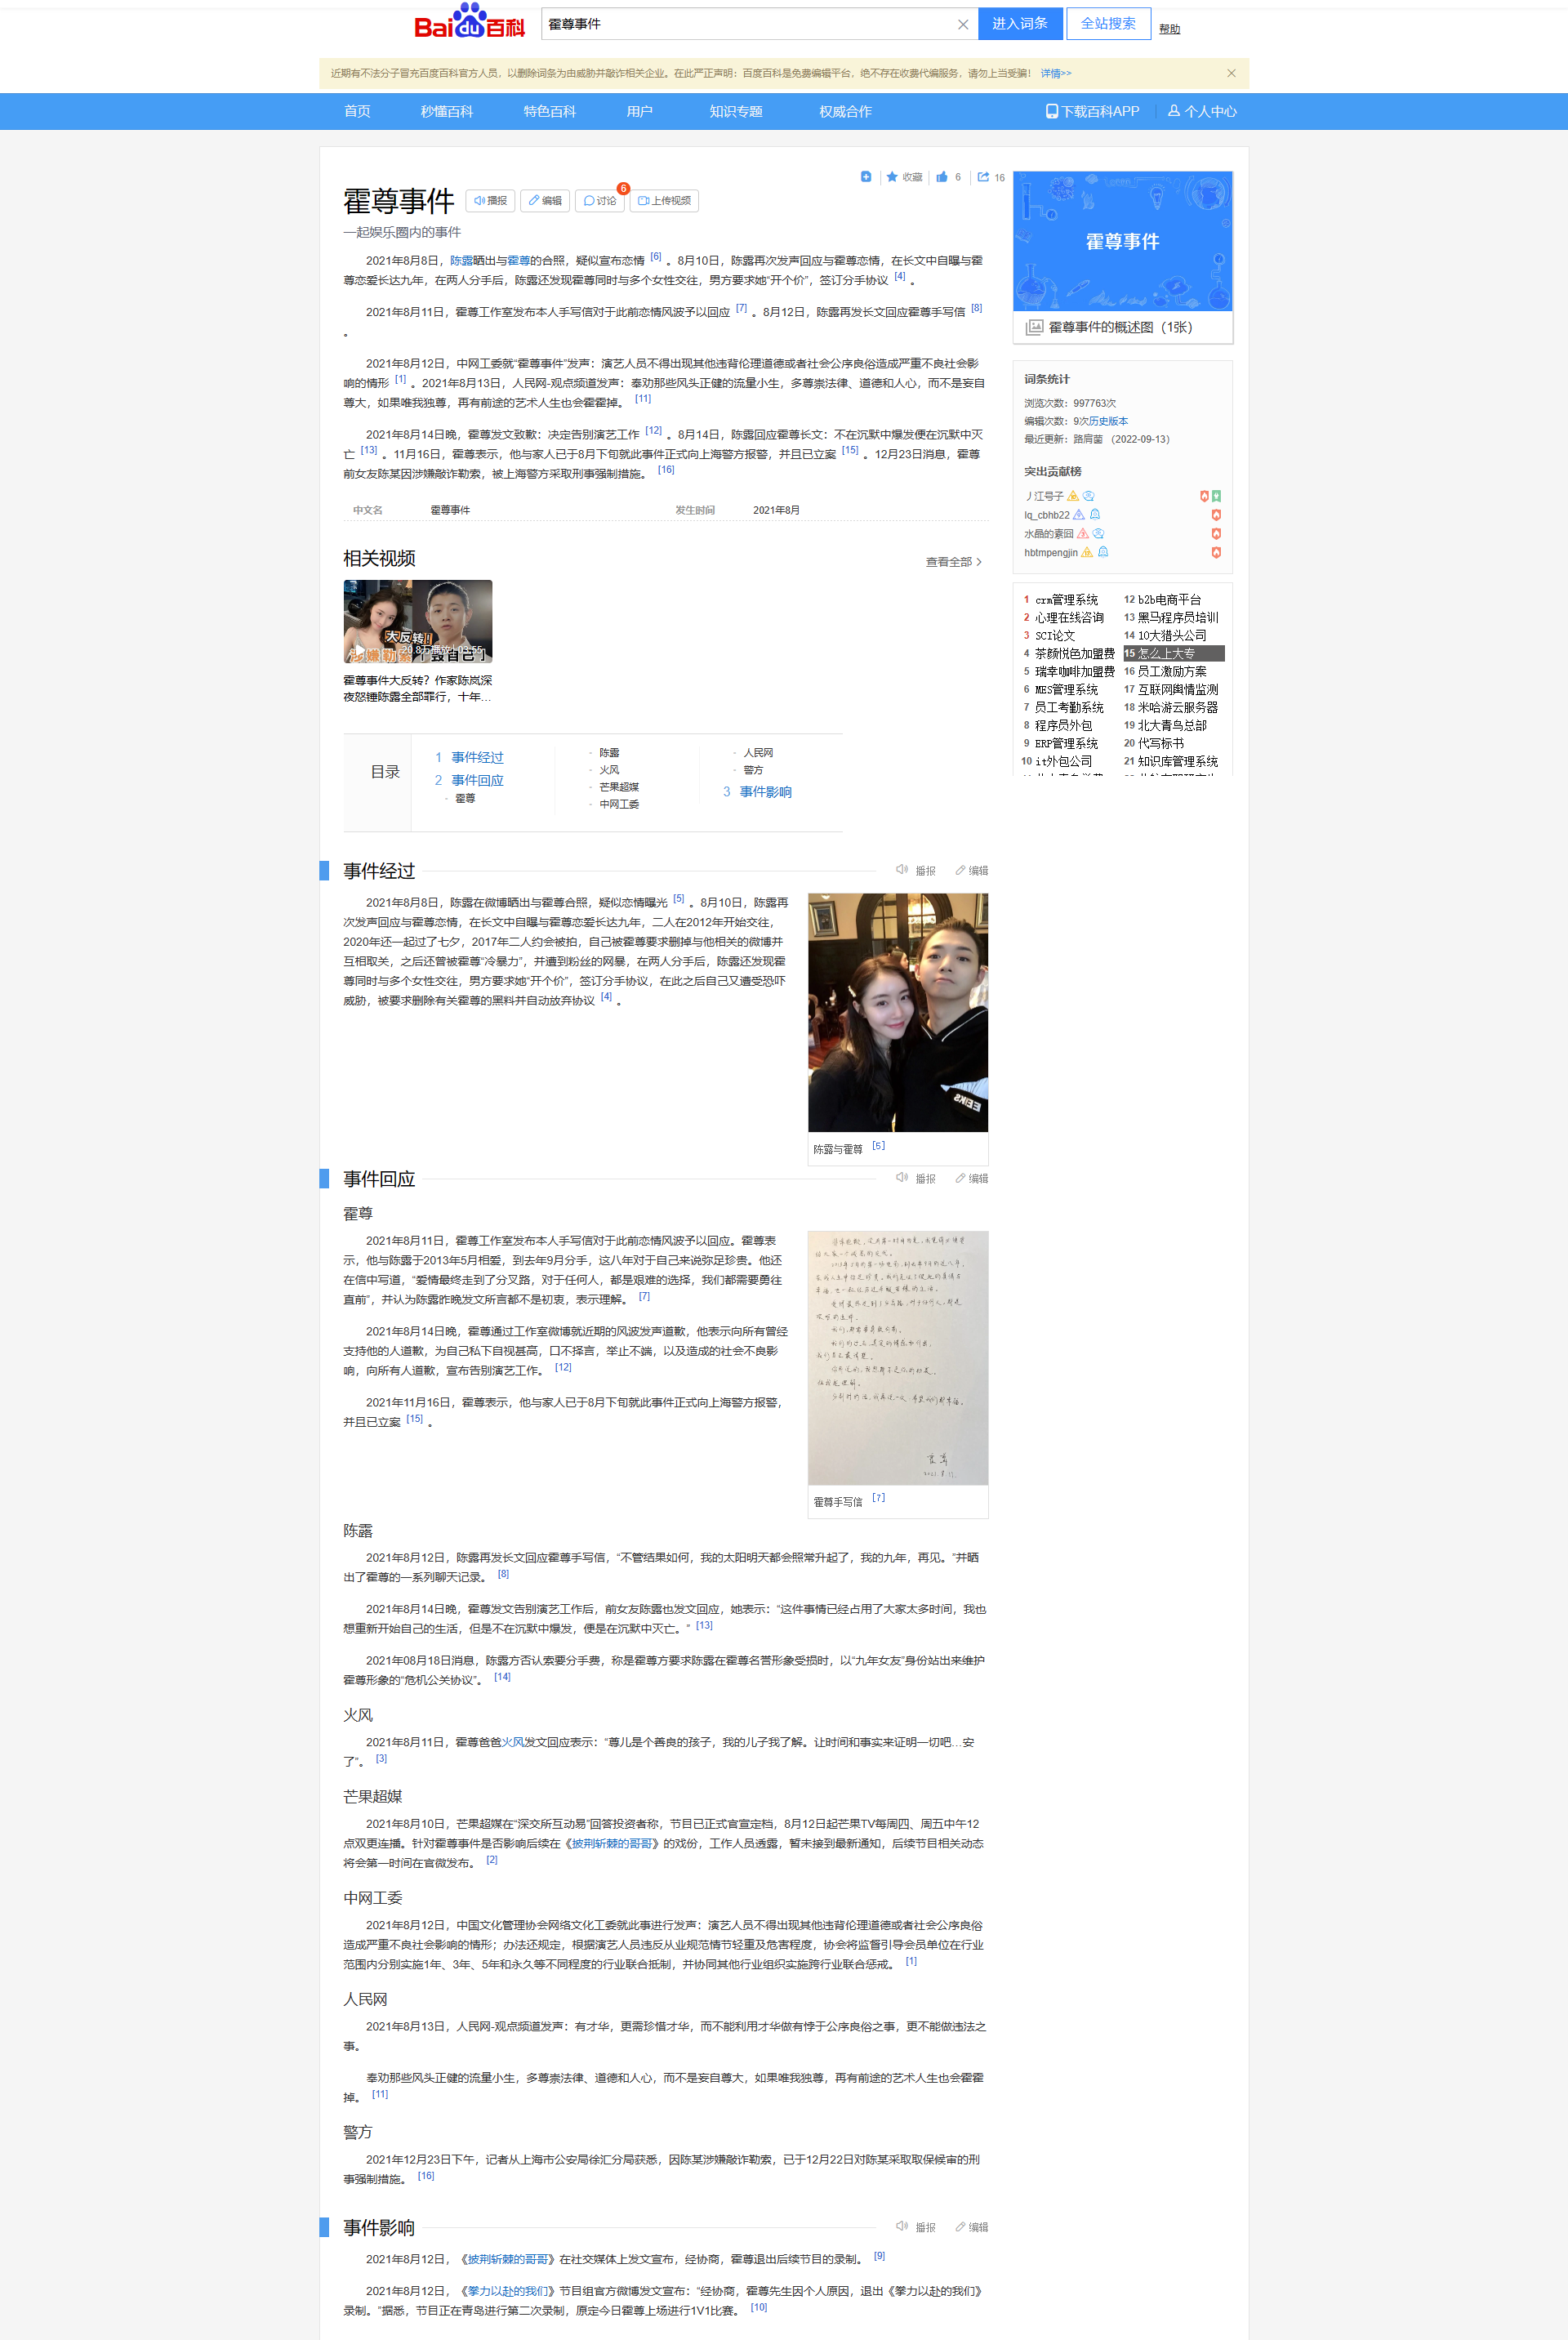 Baidu百科
霍尊事件
进入词条
全站搜索
帮助
近期有不法分子冒充百度百科官方人员，以删除词条为由威胁并敲诈相关企业。在此严正声明：百度百科是免费编辑平台，绝不存在收费代编服务，请勿上当受骗！ 详情>>
首页 秒懂百科 特色百科 用户 知识专题 权威合作 下载百科APP 个人中心
收藏 6 16
霍尊事件 播报 编辑 讨论 6 上传视频
一起娱乐圈内的事件
2021年8月8日，陈露晒出与霍尊的合照，疑似宣布恋情 [6] 。8月10日，陈露再次发声回应与霍尊恋情，在长文中自曝与霍
尊恋爱长达九年，在两人分手后，陈露还发现霍尊同时与多个女性交往，男方要求她“开个价”，签订分手协议 [4] 。
2021年8月11日，霍尊工作室发布本人手写信对于此前恋情风波予以回应 [7] 。8月12日，陈露再发长文回应霍尊手写信 [8]
。
2021年8月12日，中网工委就“霍尊事件”发声：演艺人员不得出现其他违背伦理道德或者社会公序良俗造成严重不良社会影
响的情形 [1] 。2021年8月13日，人民网-观点频道发声：奉劝那些风头正健的流量小生，多尊崇法律、道德和人心，而不是妄自
尊大，如果唯我独尊，再有前途的艺术人生也会霍霍掉。 [11]
2021年8月14日晚，霍尊发文致歉：决定告别演艺工作 [12] 。8月14日，陈露回应霍尊长文：不在沉默中爆发便在沉默中灭
亡 [13] 。11月16日，霍尊表示，他与家人已于8月下旬就此事件正式向上海警方报警，并且已立案 [15] 。12月23日消息，霍尊
前女友陈某因涉嫌敲诈勒索，被上海警方采取刑事强制措施。 [16]
中文名 霍尊事件 发生时间 2021年8月
相关视频 查看全部
大反转!
20.8万播放 | 03:55
霍尊事件大反转？作家陈岚深
夜怒锤陈露全部罪行，十年...
目录
1 事件经过
2 事件回应
- 霍尊
- 陈露
- 火风
- 芒果超媒
- 中网工委
- 人民网
- 警方
3 事件影响
事件经过 播报 编辑
2021年8月8日，陈露在微博晒出与霍尊合照，疑似恋情曝光 [5] 。8月10日，陈露再
次发声回应与霍尊恋情，在长文中自曝与霍尊恋爱长达九年，二人在2012年开始交往，
2020年还一起过了七夕，2017年二人约会被拍，自己被霍尊要求删掉与他相关的微博并
互相取关，之后还曾被霍尊“冷暴力”，并遭到粉丝的网暴，在两人分手后，陈露还发现霍
尊同时与多个女性交往，男方要求她“开个价”，签订分手协议，在此之后自己又遭受恐吓
威胁，被要求删除有关霍尊的黑料并自动放弃协议 [4] 。
陈露与霍尊 [5]
事件回应 播报 编辑
霍尊
2021年8月11日，霍尊工作室发布本人手写信对于此前恋情风波予以回应。霍尊表
示，他与陈露于2013年5月相爱，到去年9月分手，这八年对于自己来说弥足珍贵。他还
在信中写道，“爱情最终走到了分叉路，对于任何人，都是艰难的选择，我们都需要勇往
直前”，并认为陈露昨晚发文所言都不是初衷，表示理解。 [7]
2021年8月14日晚，霍尊通过工作室微博就近期的风波发声道歉，他表示向所有曾经
支持他的人道歉，为自己私下自视甚高，口不择言，举止不端，以及造成的社会不良影
响，向所有人道歉，宣布告别演艺工作。 [12]
2021年11月16日，霍尊表示，他与家人已于8月下旬就此事件正式向上海警方报警，
并且已立案 [15] 。
霍尊手写信 [7]
陈露
2021年8月12日，陈露再发长文回应霍尊手写信，“不管结果如何，我的太阳明天都会照常升起了，我的九年，再见。”并晒
出了霍尊的一系列聊天记录。 [8]
2021年8月14日晚，霍尊发文告别演艺工作后，前女友陈露也发文回应，她表示：“这件事情已经占用了大家太多时间，我也
想重新开始自己的生活，但是不在沉默中爆发，便是在沉默中灭亡。” [13]
2021年08月18日消息，陈露方否认索要分手费，称是霍尊方要求陈露在霍尊名誉形象受损时，以“九年女友”身份站出来维护
霍尊形象的“危机公关协议”。 [14]
火风
2021年8月11日，霍尊爸爸火风发文回应表示：“尊儿是个善良的孩子，我的儿子我了解。让时间和事实来证明一切吧…安
了”。 [3]
芒果超媒
2021年8月10日，芒果超媒在“深交所互动易”回答投资者称，节目已正式官宣定档，8月12日起芒果TV每周四、周五中午12
点双更连播。针对霍尊事件是否影响后续在《披荆斩棘的哥哥》的戏份，工作人员透露，暂未接到最新通知，后续节目相关动态
将会第一时间在官微发布。 [2]
中网工委
2021年8月12日，中国文化管理协会网络文化工委就此事进行发声：演艺人员不得出现其他违背伦理道德或者社会公序良俗
造成严重不良社会影响的情形；办法还规定，根据演艺人员违反从业规范情节轻重及危害程度，协会将监督引导会员单位在行业
范围内分别实施1年、3年、5年和永久等不同程度的行业联合抵制，并协同其他行业组织实施跨行业联合惩戒。 [1]
人民网
2021年8月13日，人民网-观点频道发声：有才华，更需珍惜才华，而不能利用才华做有悖于公序良俗之事，更不能做违法之
事。
奉劝那些风头正健的流量小生，多尊崇法律、道德和人心，而不是妄自尊大，如果唯我独尊，再有前途的艺术人生也会霍霍
掉。 [11]
警方
2021年12月23日下午，记者从上海市公安局徐汇分局获悉，因陈某涉嫌敲诈勒索，已于12月22日对陈某采取取保候审的刑
事强制措施。 [16]
事件影响 播报 编辑
2021年8月12日，《披荆斩棘的哥哥》在社交媒体上发文宣布，经协商，霍尊退出后续节目的录制。 [9]
2021年8月12日，《拳力以赴的我们》节目组官方微博发文宣布：“经协商，霍尊先生因个人原因，退出《拳力以赴的我们》
录制。”据悉，节目正在青岛进行第二次录制，原定今日霍尊上场进行1V1比赛。 [10]
霍尊事件
霍尊事件的概述图（1张）
词条统计
浏览次数：997763次
编辑次数：9次历史版本
最近更新：路屑菌 （2022-09-13）
突出贡献榜
丿江号子
lq_cbhb22
水晶的素囧
hbtmpengjin
1 crm管理系统
2 心理在线咨询
3 SCI论文
4 茶颜悦色加盟费
5 瑞幸咖啡加盟费
6 MES管理系统
7 员工考勤系统
8 程序员外包
9 ERP管理系统
10 it外包公司
12 b2b电商平台
13 黑马程序员培训
14 10大猎头公司
15 怎么上大专
16 员工激励方案
17 互联网舆情监测
18 米哈游云服务器
19 北大青鸟总部
20 代写标书
21 知识库管理系统